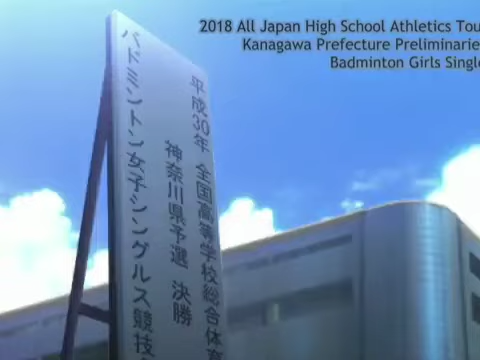 2018 All Japan High School Athletics Tou
Kanagawa Prefecture Preliminarie
Badminton Girls Single
平成30年 全国高等学校総合体育
神奈川県予選 決勝
バドミントン女子シングルス競技